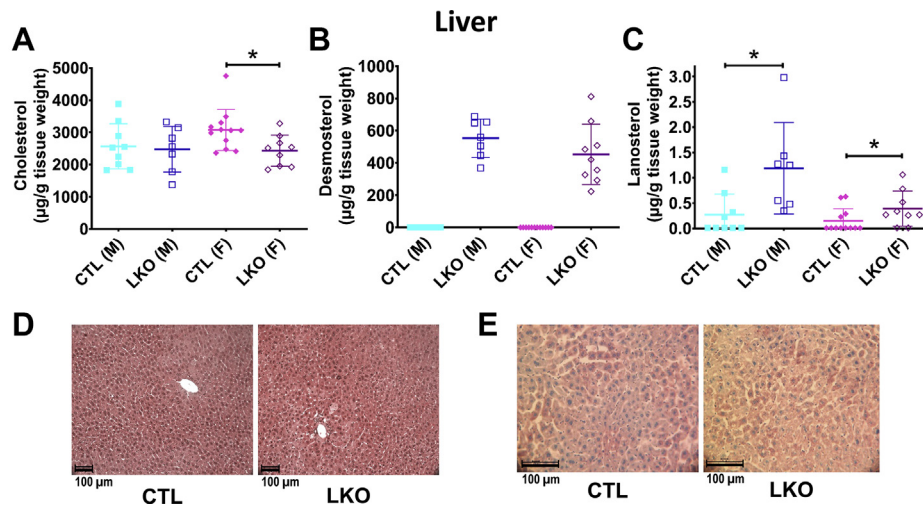 Liver
A
Cholesterol
(µg/g tissue weight)
5000
4000
3000
2000
1000
0
*
CTL (M)
LKO (M)
CTL (F)
LKO (F)
B
Desmosterol
(µg/g tissue weight)
1000
800
600
400
200
0
CTL (M)
LKO (M)
CTL (F)
LKO (F)
C
Lanosterol
(µg/g tissue weight)
3.0
2.5
2.0
1.5
1.0
0.5
0.0
*
*
CTL (M)
LKO (M)
CTL (F)
LKO (F)
D
100 µm
CTL
100 µm
LKO
E
100 µm
CTL
100 µm
LKO